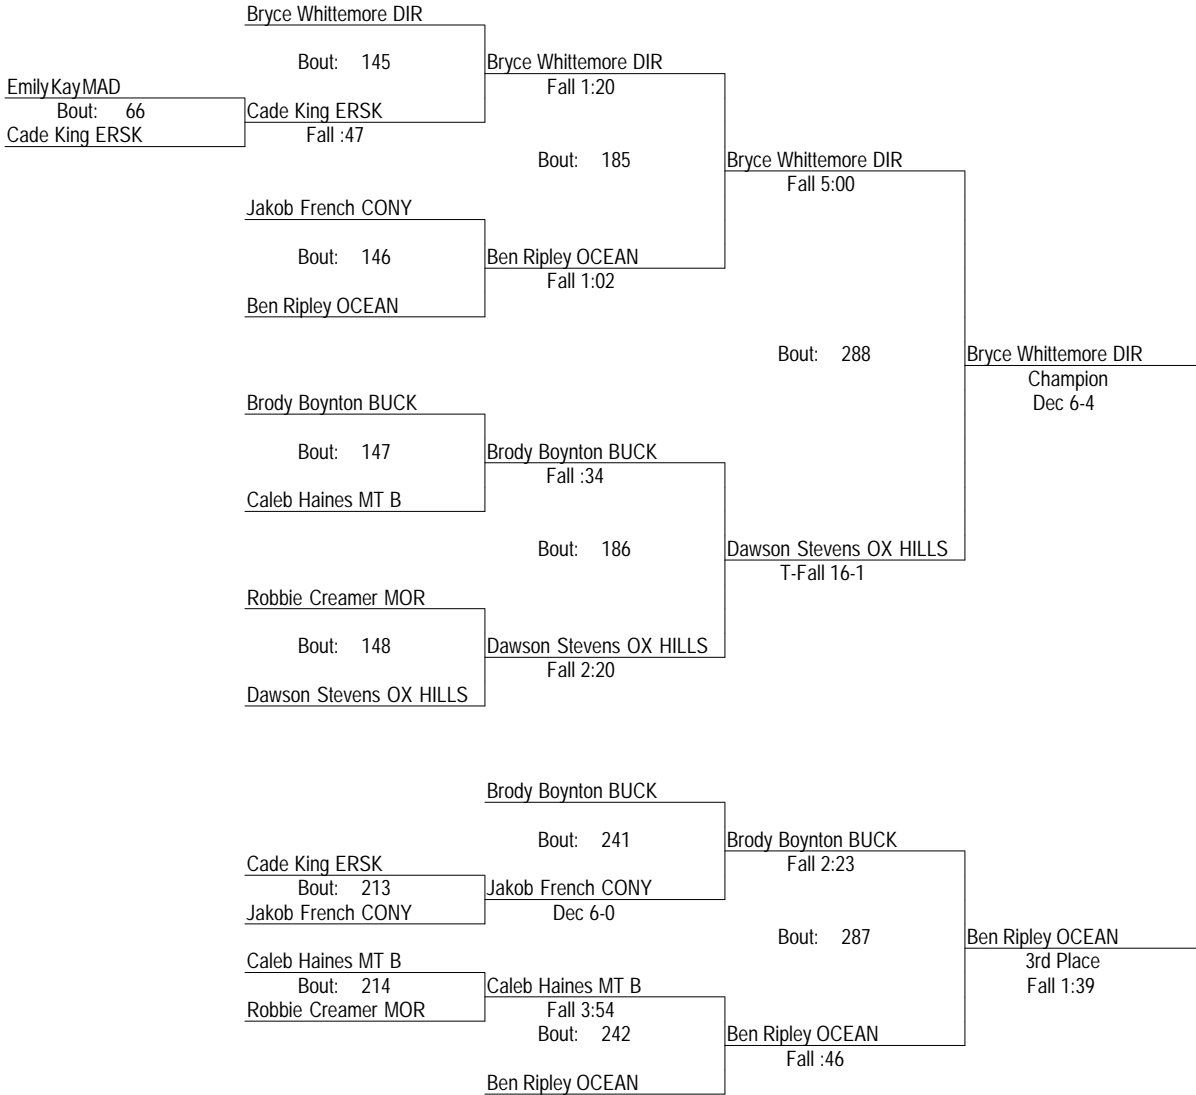 Bryce Whittemore DIR
Bout: 145
Bryce Whittemore DIR
Fall 1:20
Emily Kay MAD
Bout: 66
Cade King ERSK
Cade King ERSK
Fall :47
Bout: 185
Bryce Whittemore DIR
Fall 5:00
Jakob French CONY
Bout: 146
Ben Ripley OCEAN
Fall 1:02
Ben Ripley OCEAN
Bout: 288
Bryce Whittemore DIR
Champion
Dec 6-4
Brody Boynton BUCK
Bout: 147
Brody Boynton BUCK
Fall :34
Caleb Haines MT B
Bout: 186
Dawson Stevens OX HILLS
T-Fall 16-1
Robbie Creamer MOR
Bout: 148
Dawson Stevens OX HILLS
Fall 2:20
Dawson Stevens OX HILLS
Brody Boynton BUCK
Bout: 241
Brody Boynton BUCK
Fall 2:23
Cade King ERSK
Bout: 213
Jakob French CONY
Jakob French CONY
Dec 6-0
Bout: 287
Ben Ripley OCEAN
3rd Place
Fall 1:39
Caleb Haines MT B
Bout: 214
Robbie Creamer MOR
Caleb Haines MT B
Fall 3:54
Bout: 242
Ben Ripley OCEAN
Fall :46
Ben Ripley OCEAN